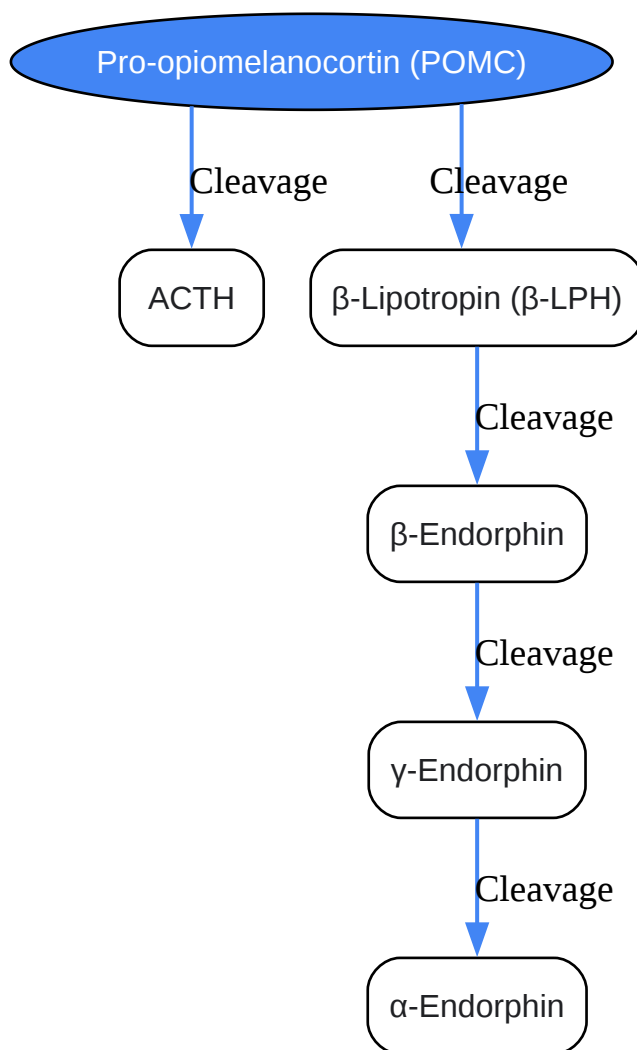 Pro-opiomelanocortin (POMC)
Cleavage
Cleavage
ACTH
β-Lipotropin (β-LPH)
Cleavage
β-Endorphin
Cleavage
γ-Endorphin
Cleavage
α-Endorphin